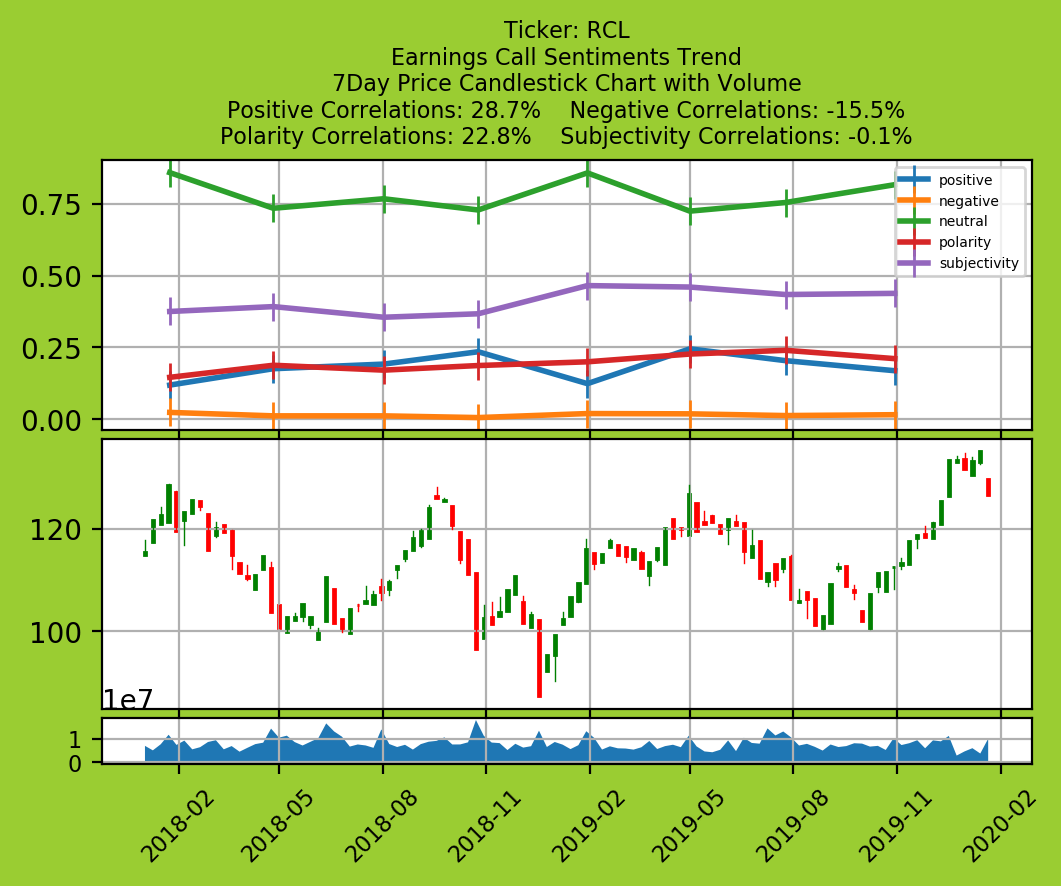 Ticker: RCL
Earnings Call Sentiments Trend
7Day Price Candlestick Chart with Volume
Positive Correlations: 28.7%    Negative Correlations: -15.5%
Polarity Correlations: 22.8%    Subjectivity Correlations: -0.1%
0.75
0.50
0.25
0.00
positive
negative
neutral
polarity
subjectivity
120
100
1e7
1
0
2018-02
2018-05
2018-08
2018-11
2019-02
2019-05
2019-08
2019-11
2020-02